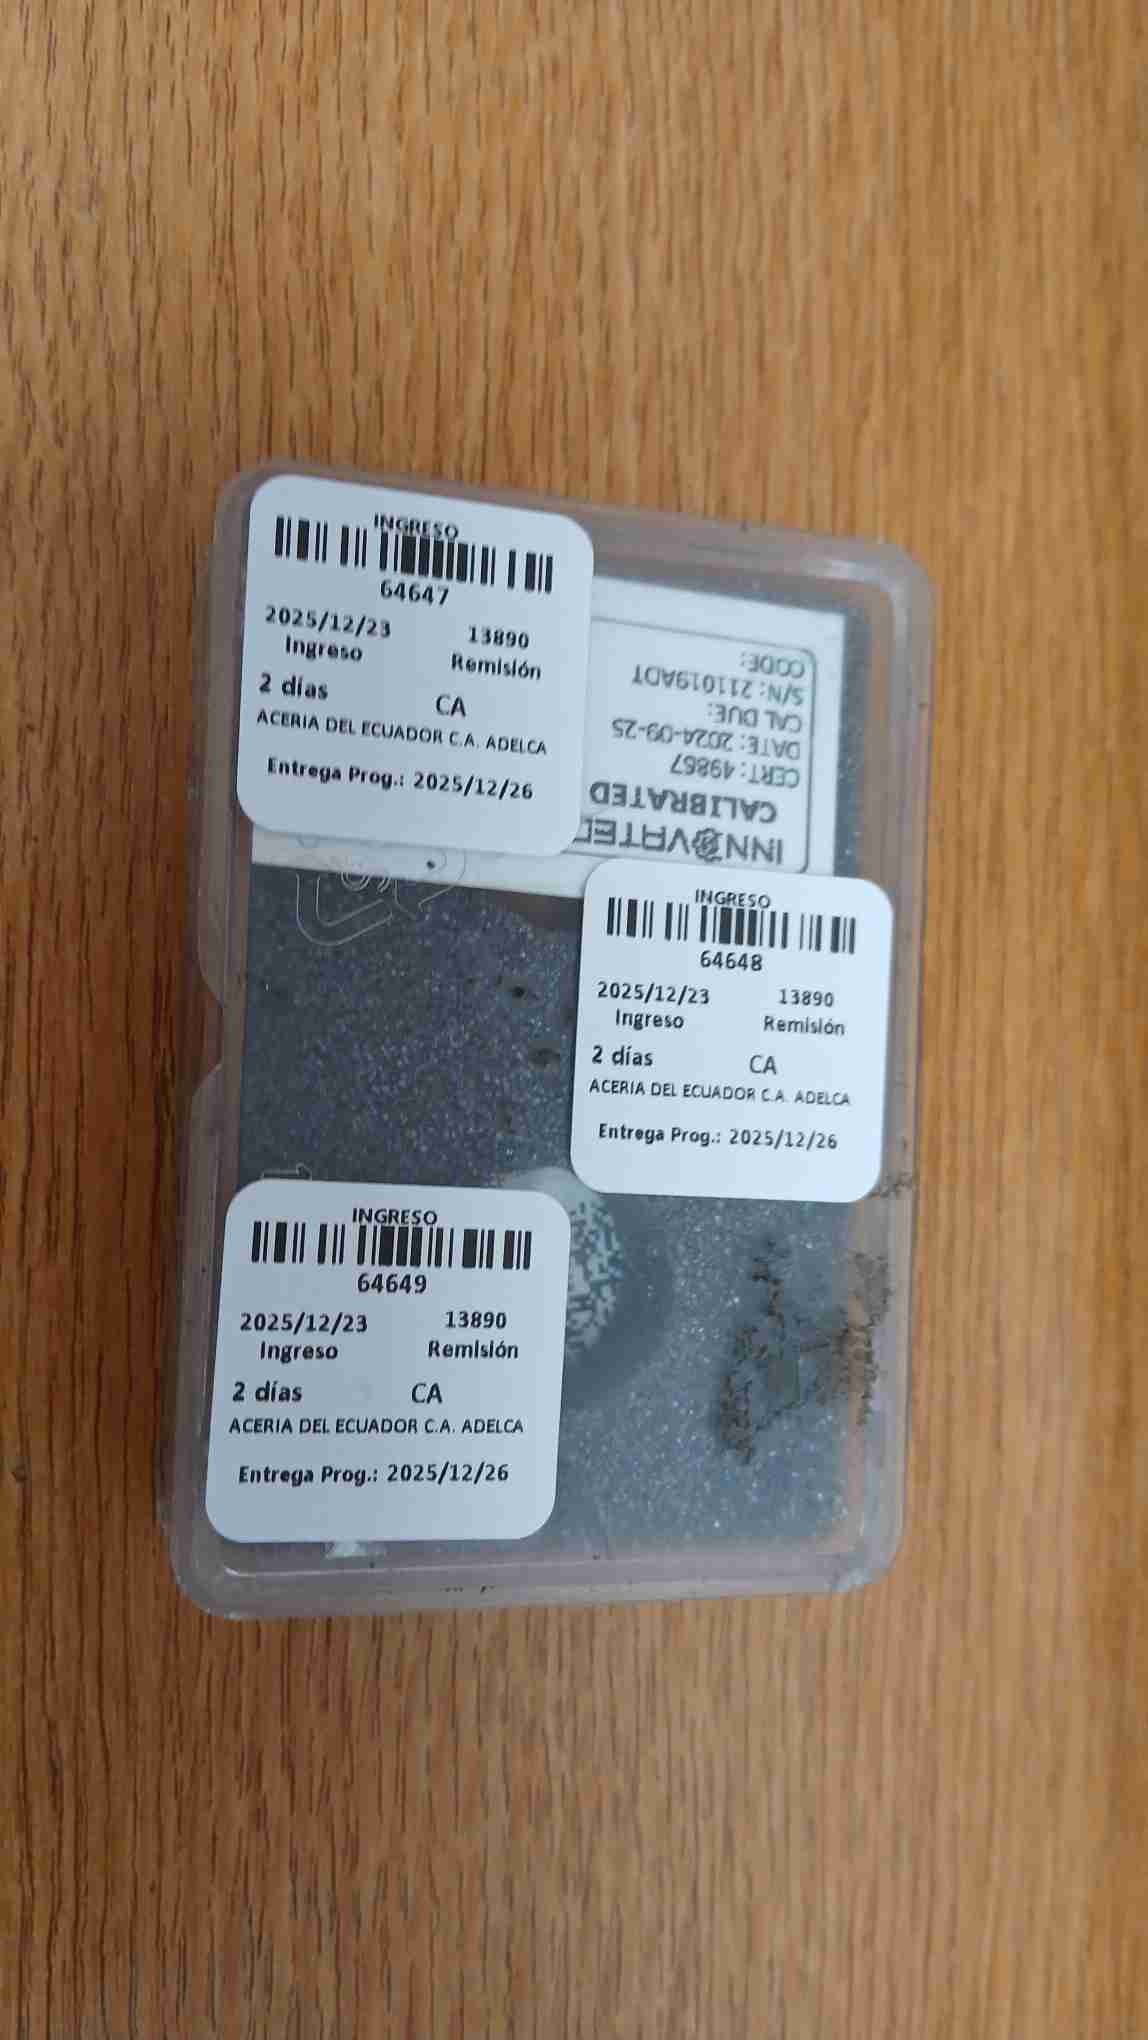 INGRESO
64647
2025/12/23 13890
Ingreso Remisión
2 días CA
ACERIA DEL ECUADOR C.A. ADELCA
Entrega Prog.: 2025/12/26
INNOVATED
CALIBRATED
CERT: 49867
DATE: 2024-09-25
CAL DUE:
S/N: 211019ADT
CODE:
INGRESO
64648
2025/12/23 13890
Ingreso Remisión
2 días CA
ACERIA DEL ECUADOR C.A. ADELCA
Entrega Prog.: 2025/12/26
INGRESO
64649
2025/12/23 13890
Ingreso Remisión
2 días CA
ACERIA DEL ECUADOR C.A. ADELCA
Entrega Prog.: 2025/12/26